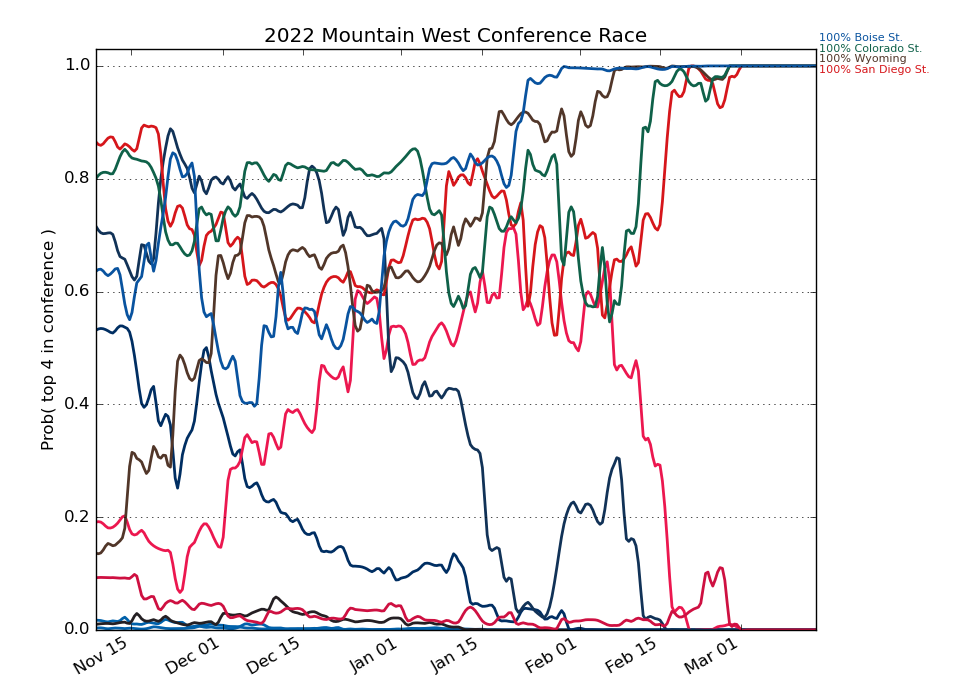 2022 Mountain West Conference Race
100% Boise St.
100% Colorado St.
100% Wyoming
100% San Diego St.
Prob( top 4 in conference )
1.0
0.8
0.6
0.4
0.2
0.0
Nov 15
Dec 01
Dec 15
Jan 01
Jan 15
Feb 01
Feb 15
Mar 01